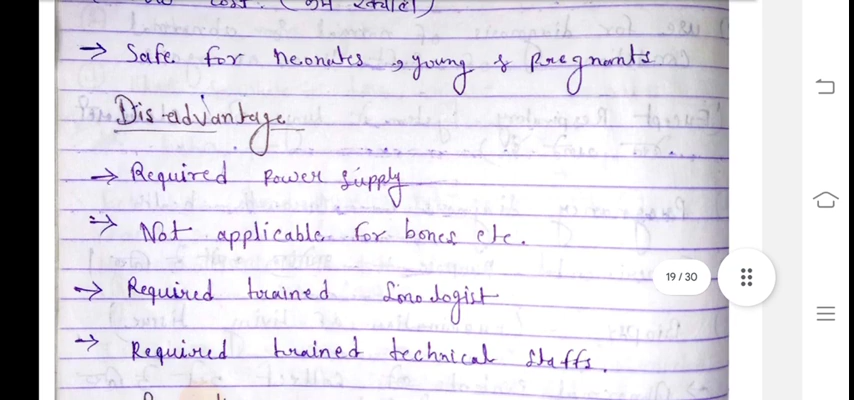 → Safe for neonates, young & pregnants
Dis-advantage
→ Required power supply
⇒ Not applicable for bones etc.
19 / 30
→ Required trained Sonologist
→ Required trained technical staffs.